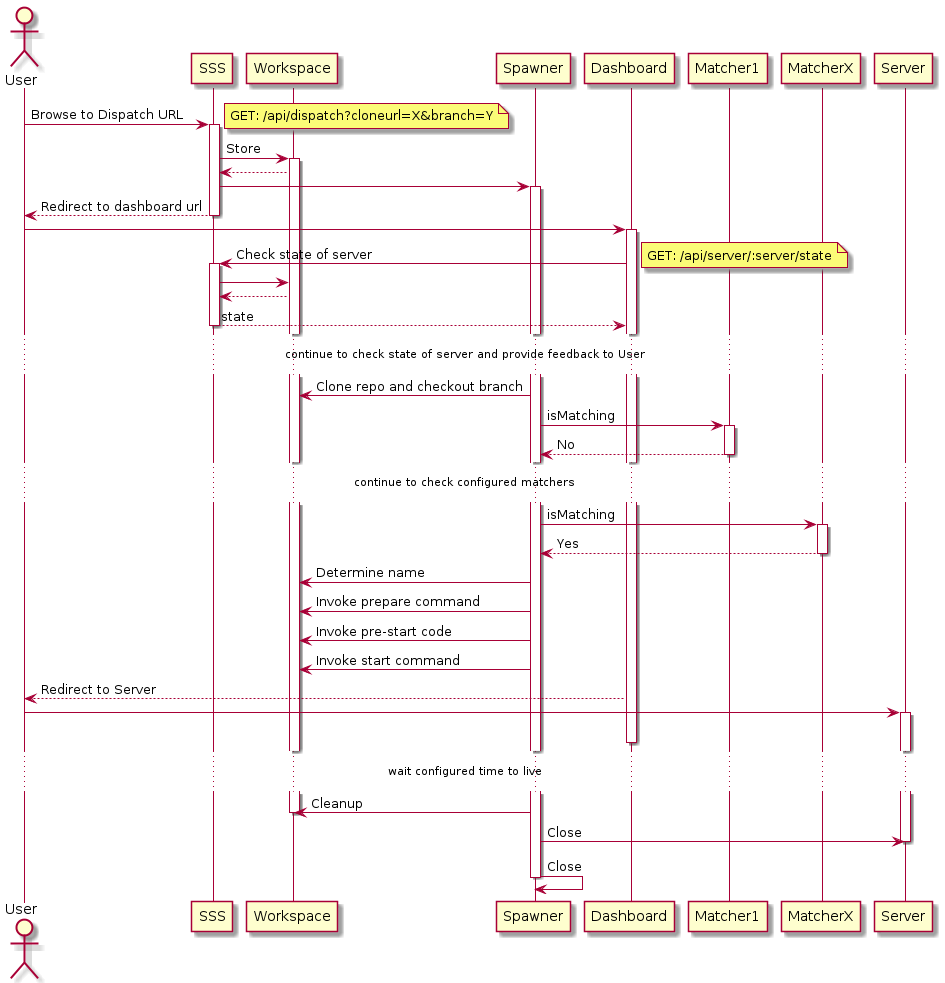 User
SSS
Workspace
Spawner
Dashboard
Matcher1
MatcherX
Server
Browse to Dispatch URL
GET: /api/dispatch?cloneurl=X&branch=Y
Store
Redirect to dashboard url
Check state of server
GET: /api/server/:server/state
state
continue to check state of server and provide feedback to User
Clone repo and checkout branch
isMatching
No
continue to check configured matchers
isMatching
Yes
Determine name
Invoke prepare command
Invoke pre-start code
Invoke start command
Redirect to Server
wait configured time to live
Cleanup
Close
Close
User
SSS
Workspace
Spawner
Dashboard
Matcher1
MatcherX
Server